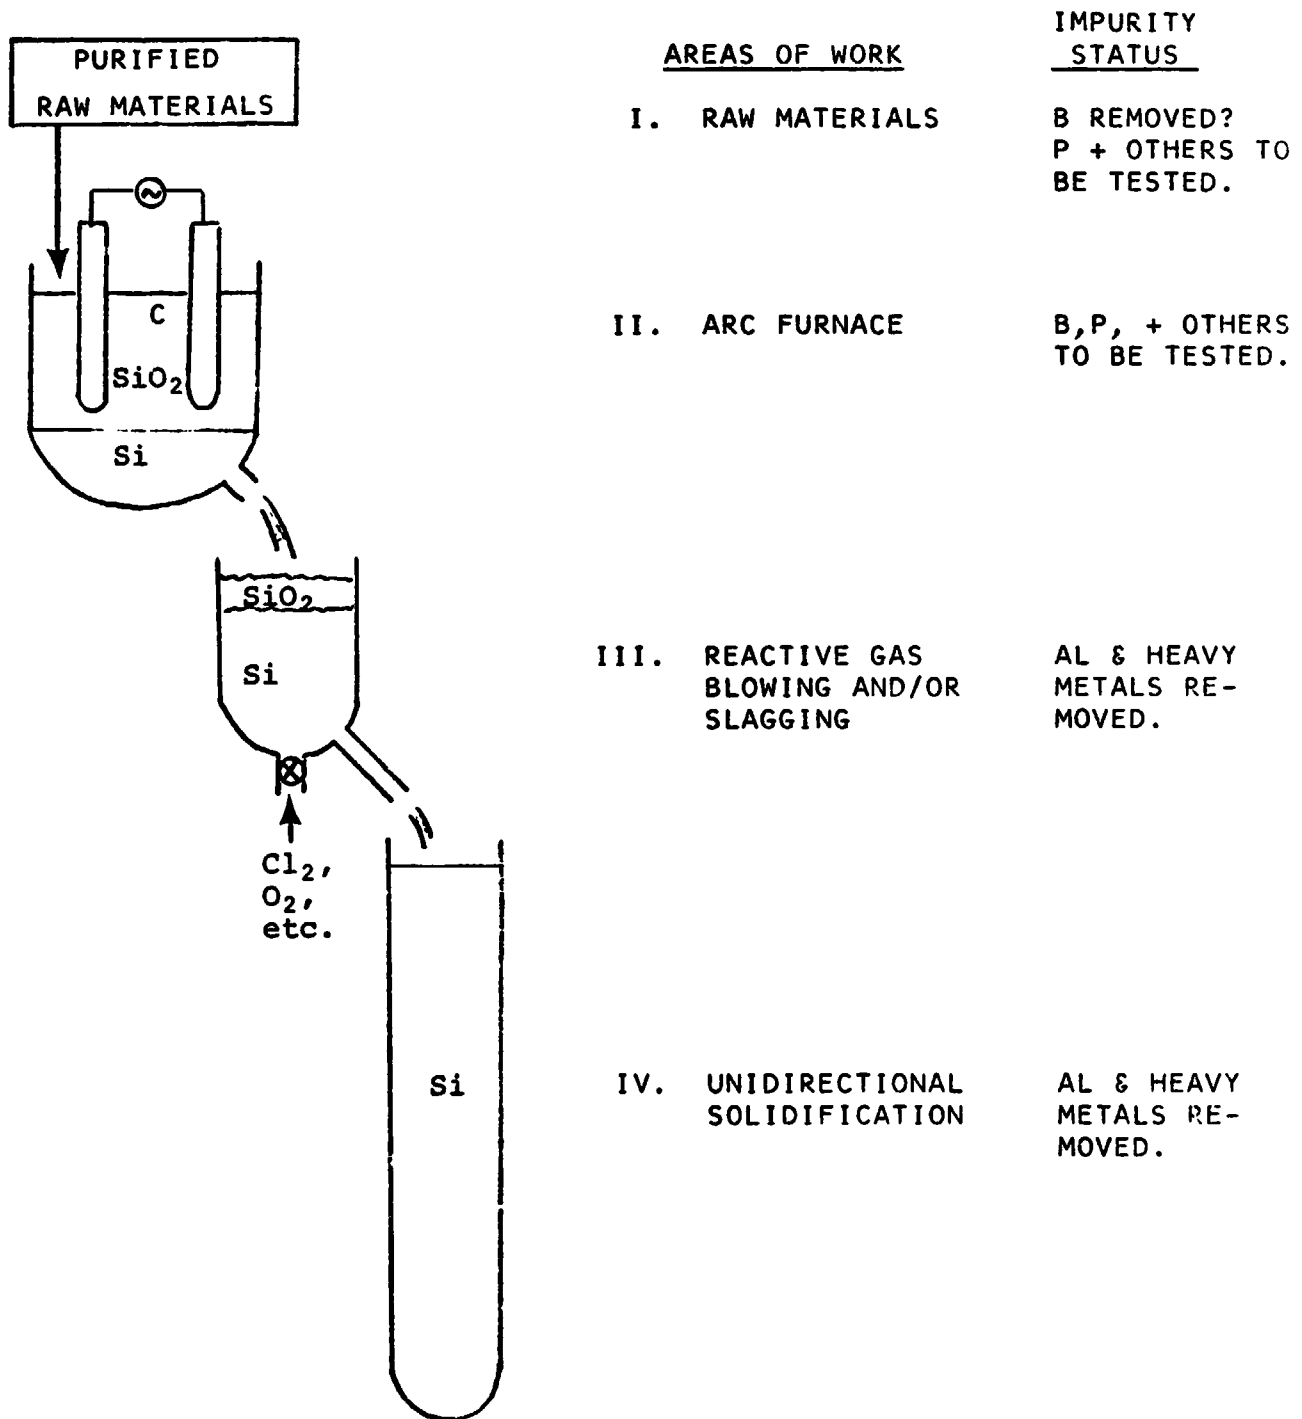 PURIFIED
RAW MATERIALS
AREAS OF WORK
IMPURITY
STATUS
I. RAW MATERIALS
B REMOVED?
P + OTHERS TO
BE TESTED.
C
SiO₂
Si
II. ARC FURNACE
B,P, + OTHERS
TO BE TESTED.
SiO₂
Si
Cl₂,
O₂,
etc.
III. REACTIVE GAS
BLOWING AND/OR
SLAGGING
AL & HEAVY
METALS RE-
MOVED.
Si
IV. UNIDIRECTIONAL
SOLIDIFICATION
AL & HEAVY
METALS RE-
MOVED.